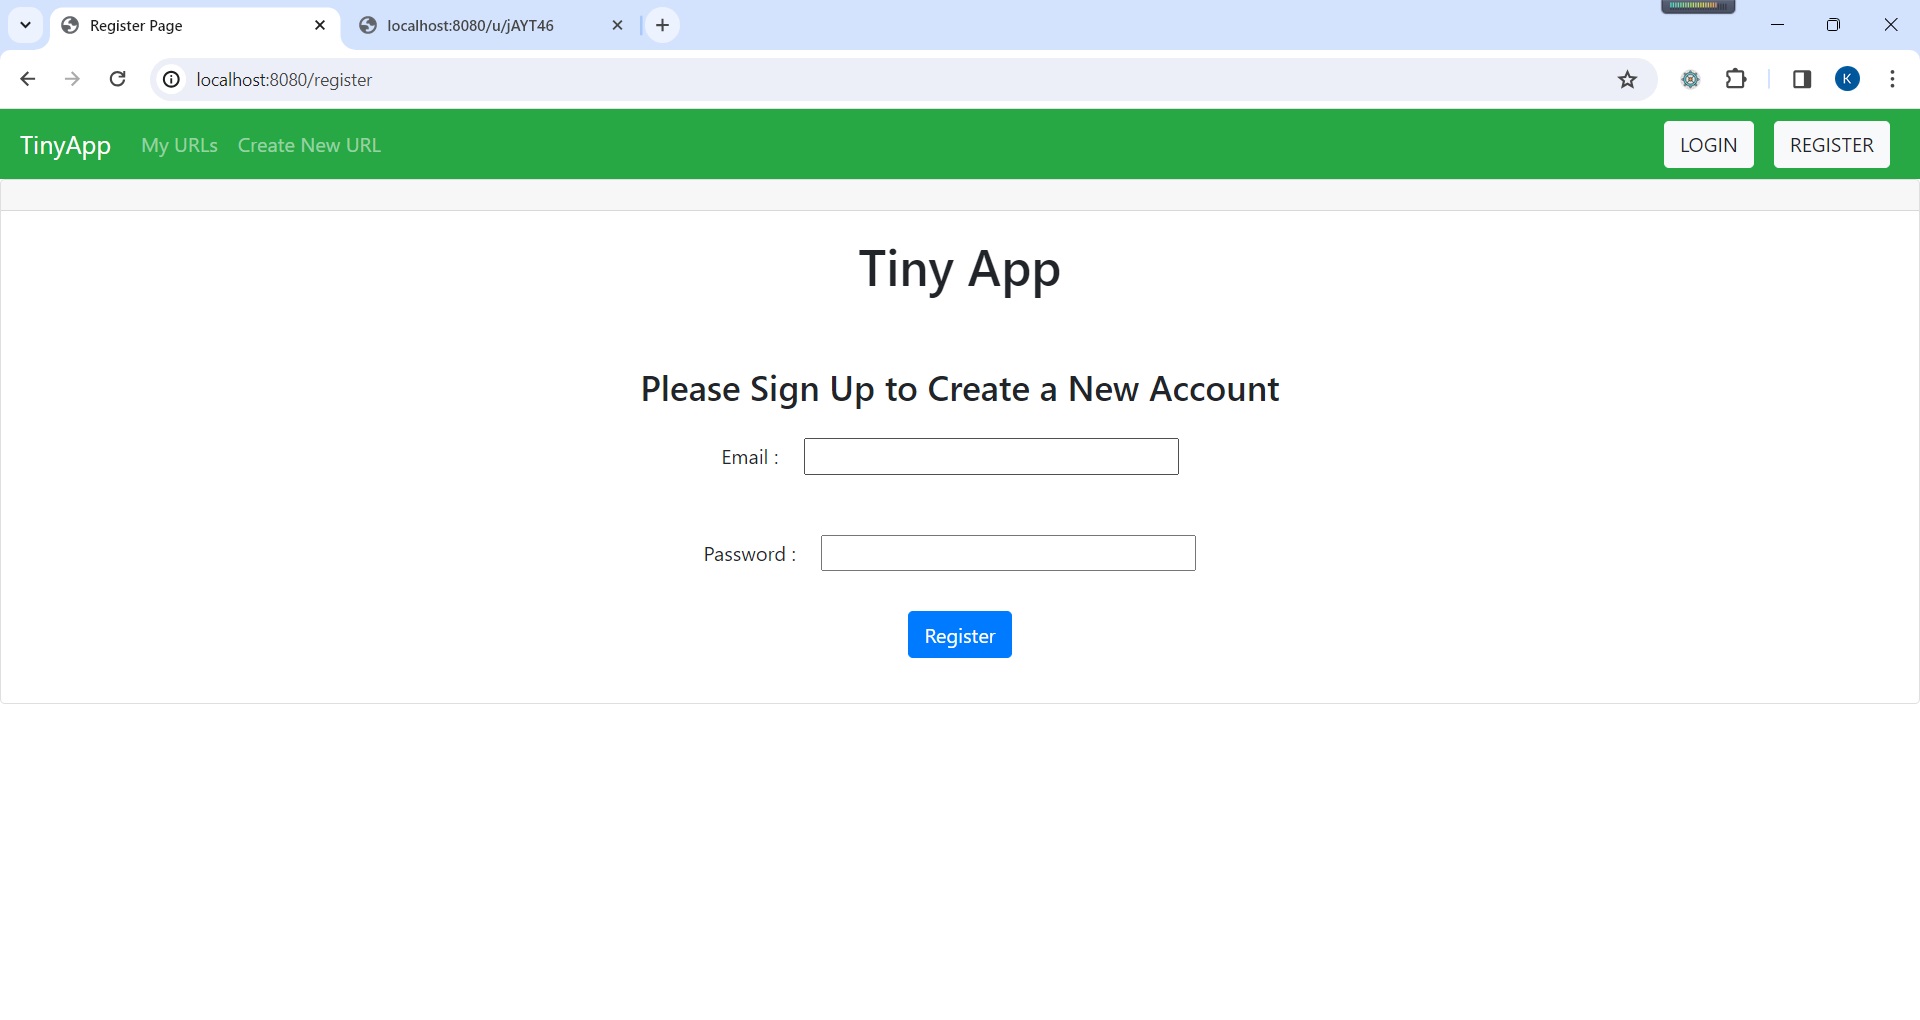 Register Page
localhost:8080/u/jAYT46
localhost:8080/register
K
TinyApp My URLs Create New URL LOGIN REGISTER
Tiny App
Please Sign Up to Create a New Account
Email :
Password :
Register